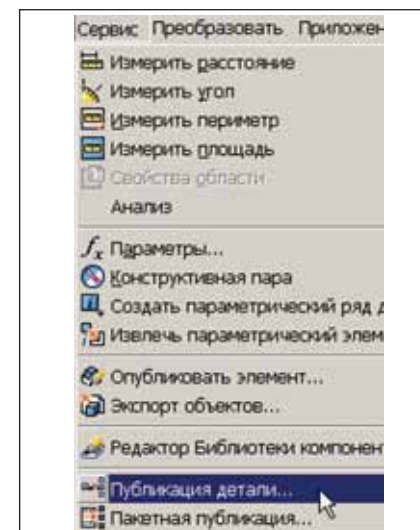 Сервис Преобразовать Приложен
Измерить расстояние
Измерить угол
Измерить периметр
Измерить площадь
Свойства области
Анализ
fx Параметры...
Конструктивная пара
Создать параметрический ряд д
Извлечь параметрический элем
Опубликовать элемент...
Экспорт объектов...
Редактор Библиотеки компонент
Публикация детали...
Пакетная публикация...